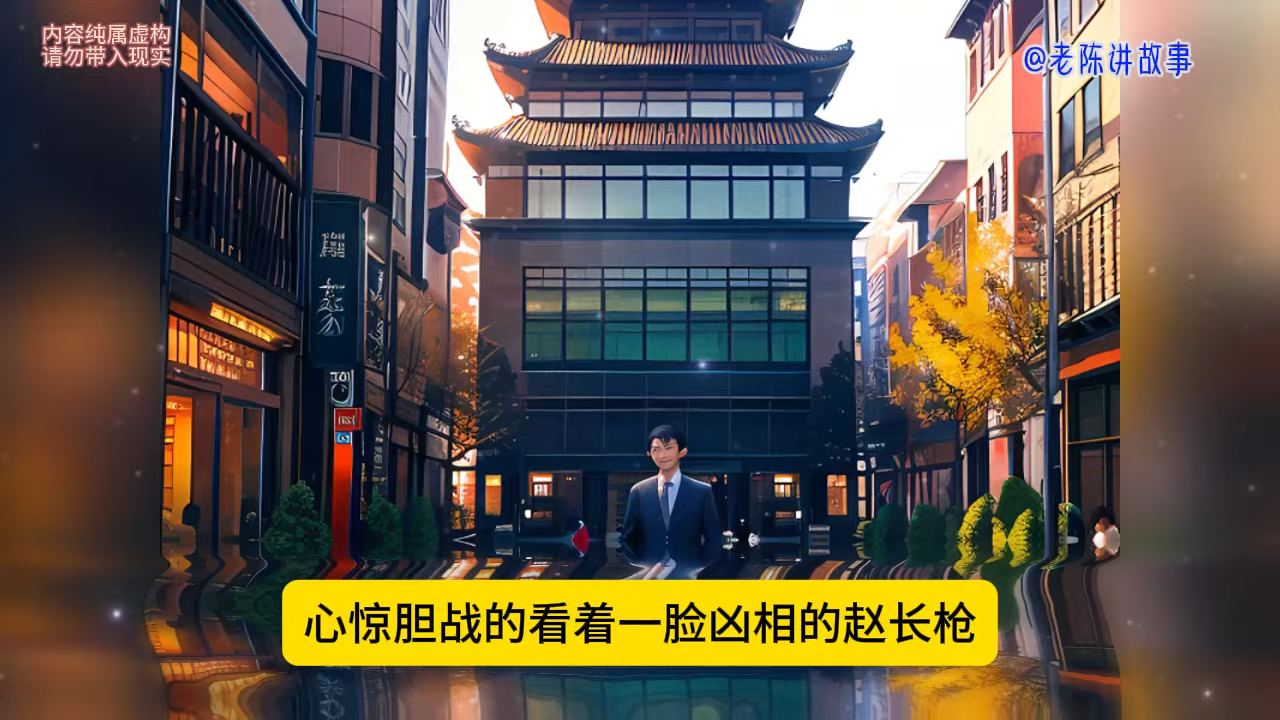 内容纯属虚构
请勿带入现实
@老陈讲故事
心惊胆战的看着一脸凶相的赵长枪